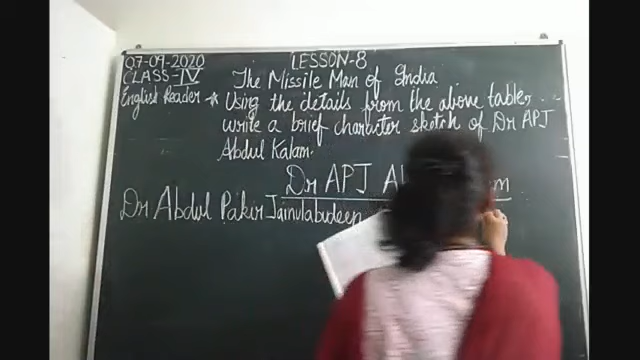 07-09-2020 LESSON-8
CLASS-IV The Missile Man of India
English Reader * Using the details from the above table,
write a brief character sketch of Dr APJ
Abdul Kalam.
Dr APJ
Dr Abdul Pakir Jainulabudeen